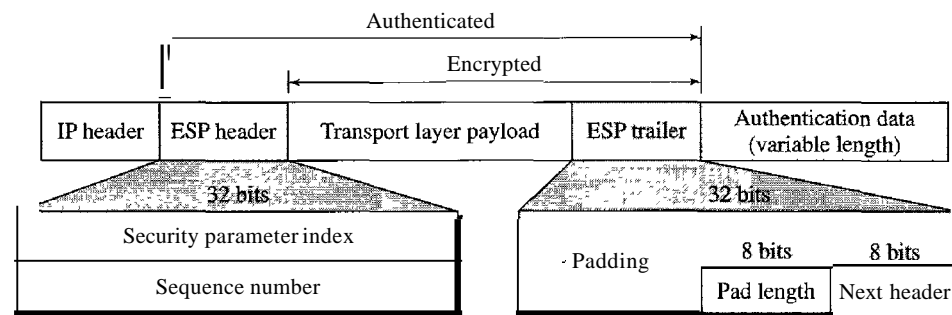 Authenticated
Encrypted
IP header
ESP header
Transport layer payload
ESP trailer
Authentication data
(variable length)
32 bits
32 bits
Security parameter index
Sequence number
Padding
8 bits
8 bits
Pad length
Next header